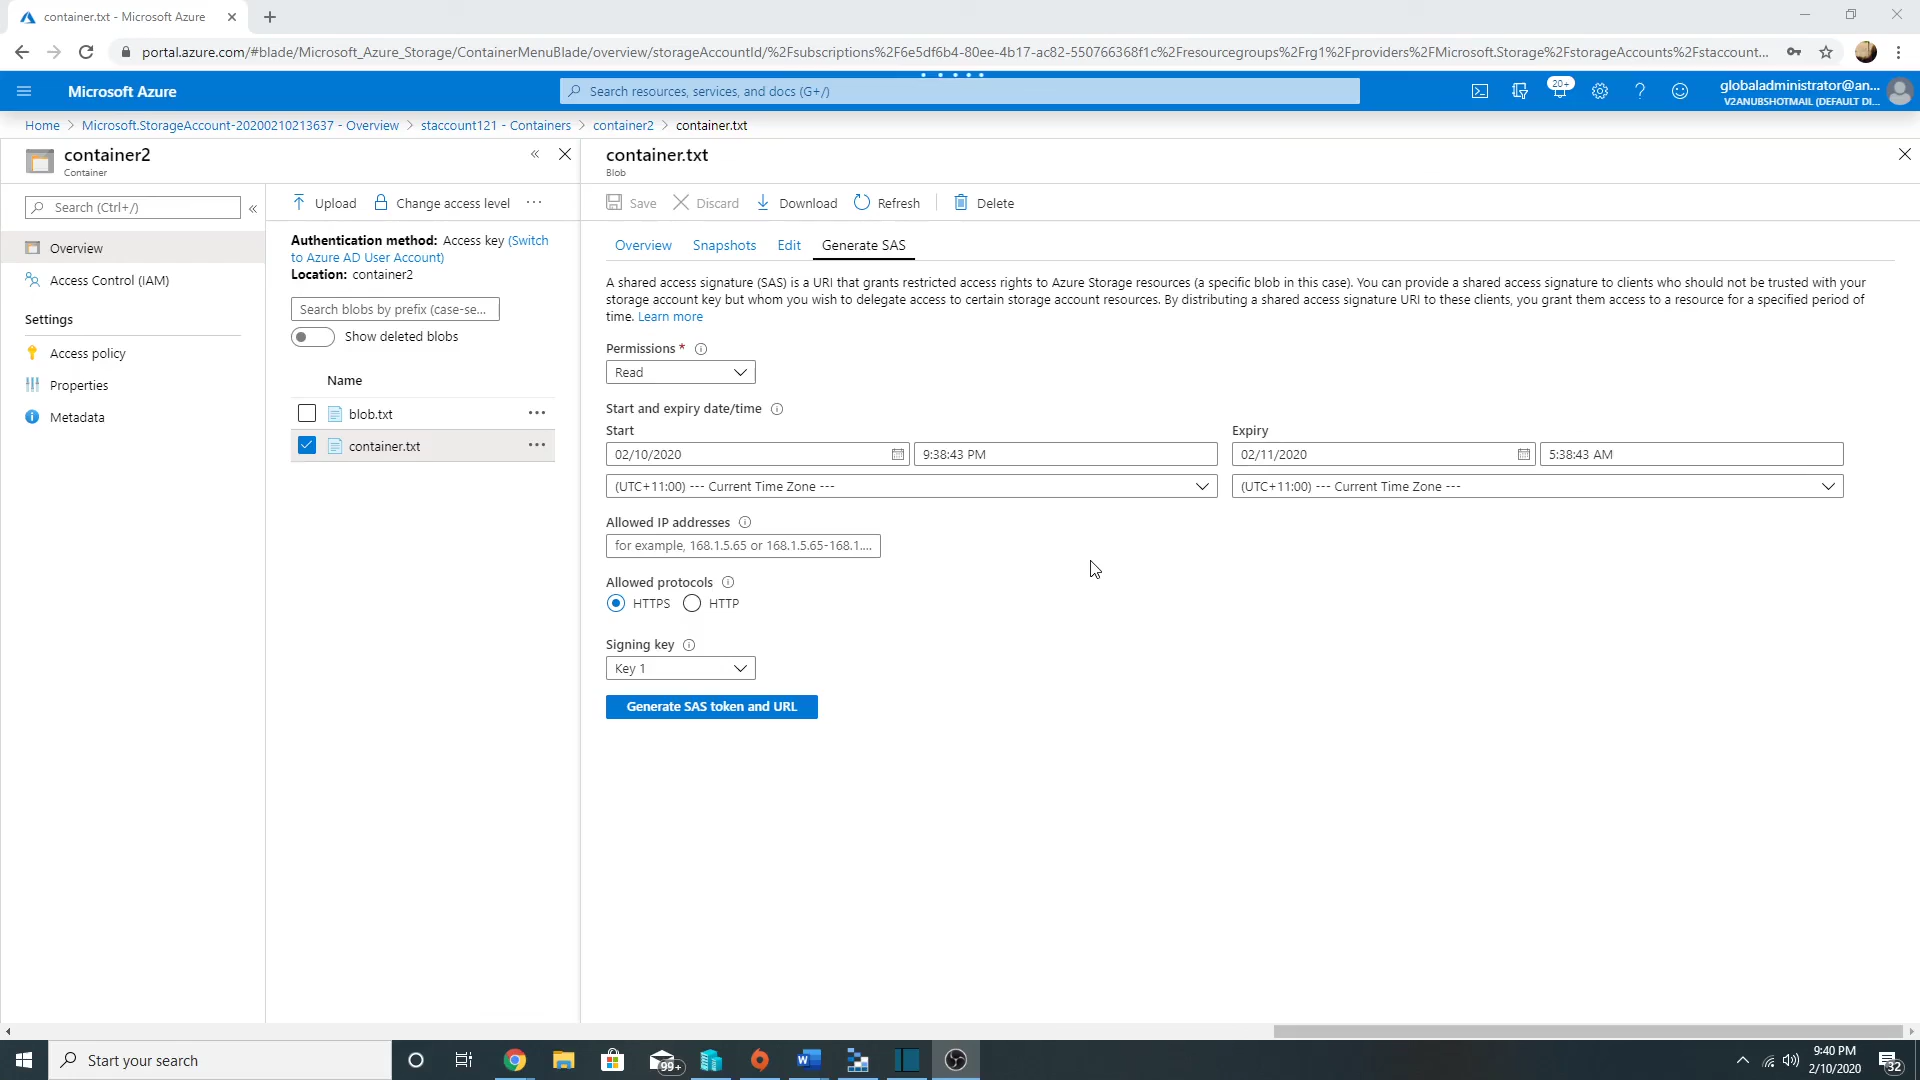 container.txt - Microsoft Azure
portal.azure.com/#blade/Microsoft_Azure_Storage/ContainerMenuBlade/overview/storageAccountId/%2Fsubscriptions%2F6e5df6b4-80ee-4b17-ac82-550766368f1c%2Fresourcegroups%2Frg1%2Fproviders%2FMicrosoft.Storage%2FstorageAccounts%2Fstaccount...
Microsoft Azure
Search resources, services, and docs (G+/)
20+
globaladministrator@an...
V2ANUBSHOTMAIL (DEFAULT DI...
Home > Microsoft.StorageAccount-20200210213637 - Overview > staccount121 - Containers > container2 > container.txt
container2
Container
Search (Ctrl+/)
Overview
Access Control (IAM)
Settings
Access policy
Properties
Metadata
Upload
Change access level
Authentication method: Access key (Switch
to Azure AD User Account)
Location: container2
Search blobs by prefix (case-se...
Show deleted blobs
Name
blob.txt
container.txt
container.txt
Blob
Save
Discard
Download
Refresh
Delete
Overview
Snapshots
Edit
Generate SAS
A shared access signature (SAS) is a URI that grants restricted access rights to Azure Storage resources (a specific blob in this case). You can provide a shared access signature to clients who should not be trusted with your
storage account key but whom you wish to delegate access to certain storage account resources. By distributing a shared access signature URI to these clients, you grant them access to a resource for a specified period of
time. Learn more
Permissions *
Read
Start and expiry date/time
Start
02/10/2020
9:38:43 PM
(UTC+11:00) --- Current Time Zone ---
Expiry
02/11/2020
5:38:43 AM
(UTC+11:00) --- Current Time Zone ---
Allowed IP addresses
for example, 168.1.5.65 or 168.1.5.65-168.1....
Allowed protocols
HTTPS
HTTP
Signing key
Key 1
Generate SAS token and URL
Start your search
99+
9:40 PM
2/10/2020
32